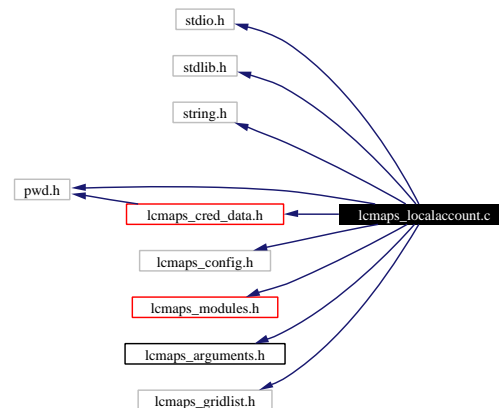 stdio.h
stdlib.h
string.h
pwd.h
lcmaps_cred_data.h
lcmaps_localaccount.c
lcmaps_config.h
lcmaps_modules.h
lcmaps_arguments.h
lcmaps_gridlist.h